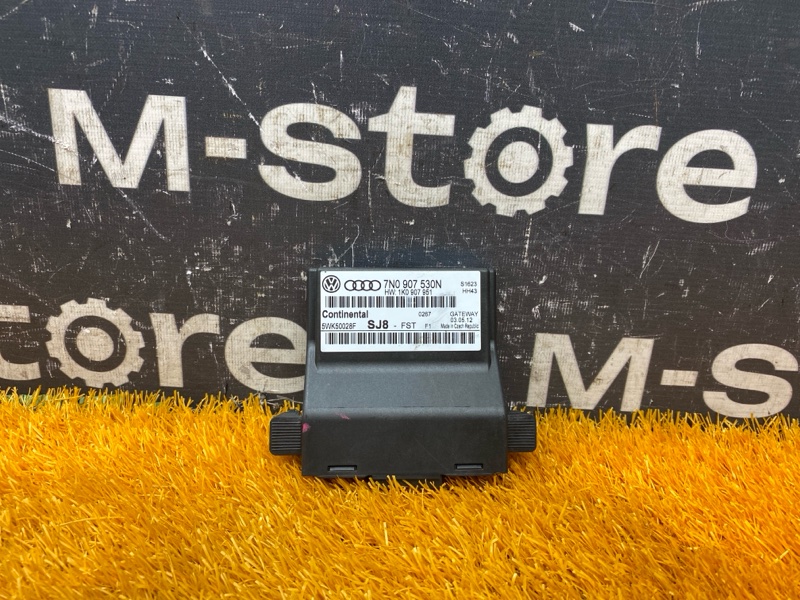 M-store
7N0 907 530N
HW: 1K0 907 951
S1623
HH43
Continental
0267
GATEWAY
5WK50028F
SJ8 - FST
F1
03.05.12
Made in Czech Republic
store
M-s